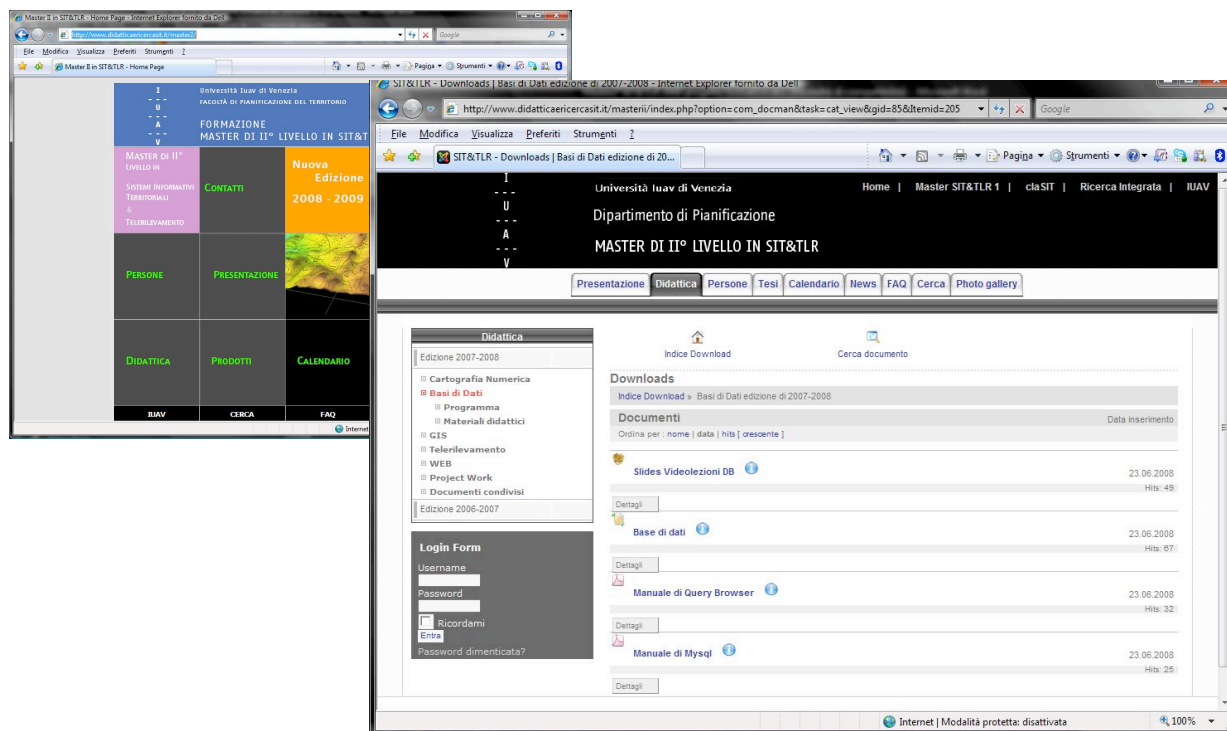 Master II in SIT&TLR - Home Page - Internet Explorer fornito da Dell
http://www.didatticaericercasit.it/master2/
Google
File Modifica Visualizza Preferiti Strumenti ?
Master II in SIT&TLR - Home Page
Pagina Strumenti
I
- - -
U
- - -
A
- - -
V
Università Iuav di Venezia
FACOLTÀ DI PIANIFICAZIONE DEL TERRITORIO
FORMAZIONE
MASTER DI II° LIVELLO IN SIT&T
MASTER DI II°
LIVELLO IN
SISTEMI INFORMATIVI
TERRITORIALI
&
TELERILEVAMENTO
CONTATTI
Nuova
Edizione
2008 - 2009
PERSONE
PRESENTAZIONE
DIDATTICA
PRODOTTI
CALENDARIO
IUAV
CERCA
FAQ
Internet
SIT&TLR - Downloads | Basi di Dati edizione di 2007-2008 - Internet Explorer fornito da Dell
http://www.didatticaericercasit.it/masterii/index.php?option=com_docman&task=cat_view&gid=85&Itemid=205
Google
File Modifica Visualizza Preferiti Strumenti ?
SIT&TLR - Downloads | Basi di Dati edizione di 20...
Pagina Strumenti
I
- - -
U
- - -
A
- - -
V
Università Iuav di Venezia
Home | Master SIT&TLR 1 | claSIT | Ricerca Integrata | IUAV
Dipartimento di Pianificazione
MASTER DI II° LIVELLO IN SIT&TLR
Presentazione Didattica Persone Tesi Calendario News FAQ Cerca Photo gallery
Didattica
Edizione 2007-2008
Cartografia Numerica
Basi di Dati
Programma
Materiali didattici
GIS
Telerilevamento
WEB
Project Work
Documenti condivisi
Edizione 2006-2007
Login Form
Username
Password
Ricordami
Entra
Password dimenticata?
Indice Download
Cerca documento
Downloads
Indice Download » Basi di Dati edizione di 2007-2008
Documenti
Data inserimento
Ordina per : nome | data | hits [ crescente ]
Slides Videolezioni DB
23.06.2008
Hits: 49
Dettagli
Base di dati
23.06.2008
Hits: 67
Dettagli
Manuale di Query Browser
23.06.2008
Hits: 32
Dettagli
Manuale di Mysql
23.06.2008
Hits: 25
Dettagli
Internet | Modalità protetta: disattivata
100%